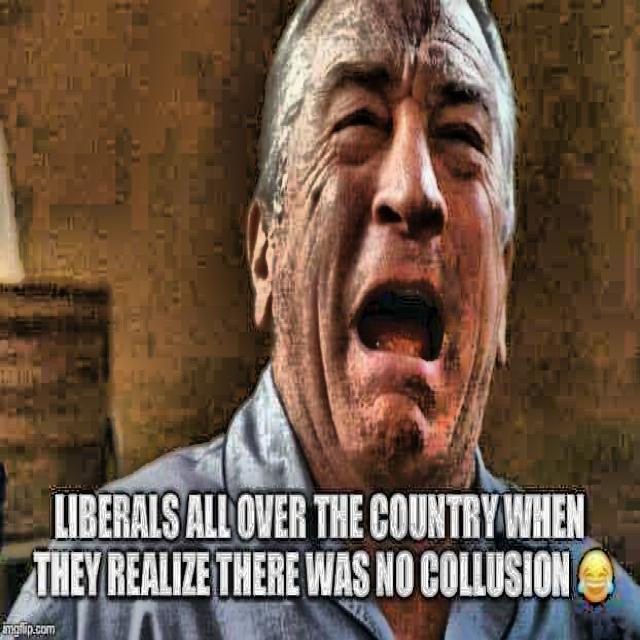 LIBERALS ALL OVER THE COUNTRY WHEN
THEY REALIZE THERE WAS NO COLLUSION 😂
imgflip.com